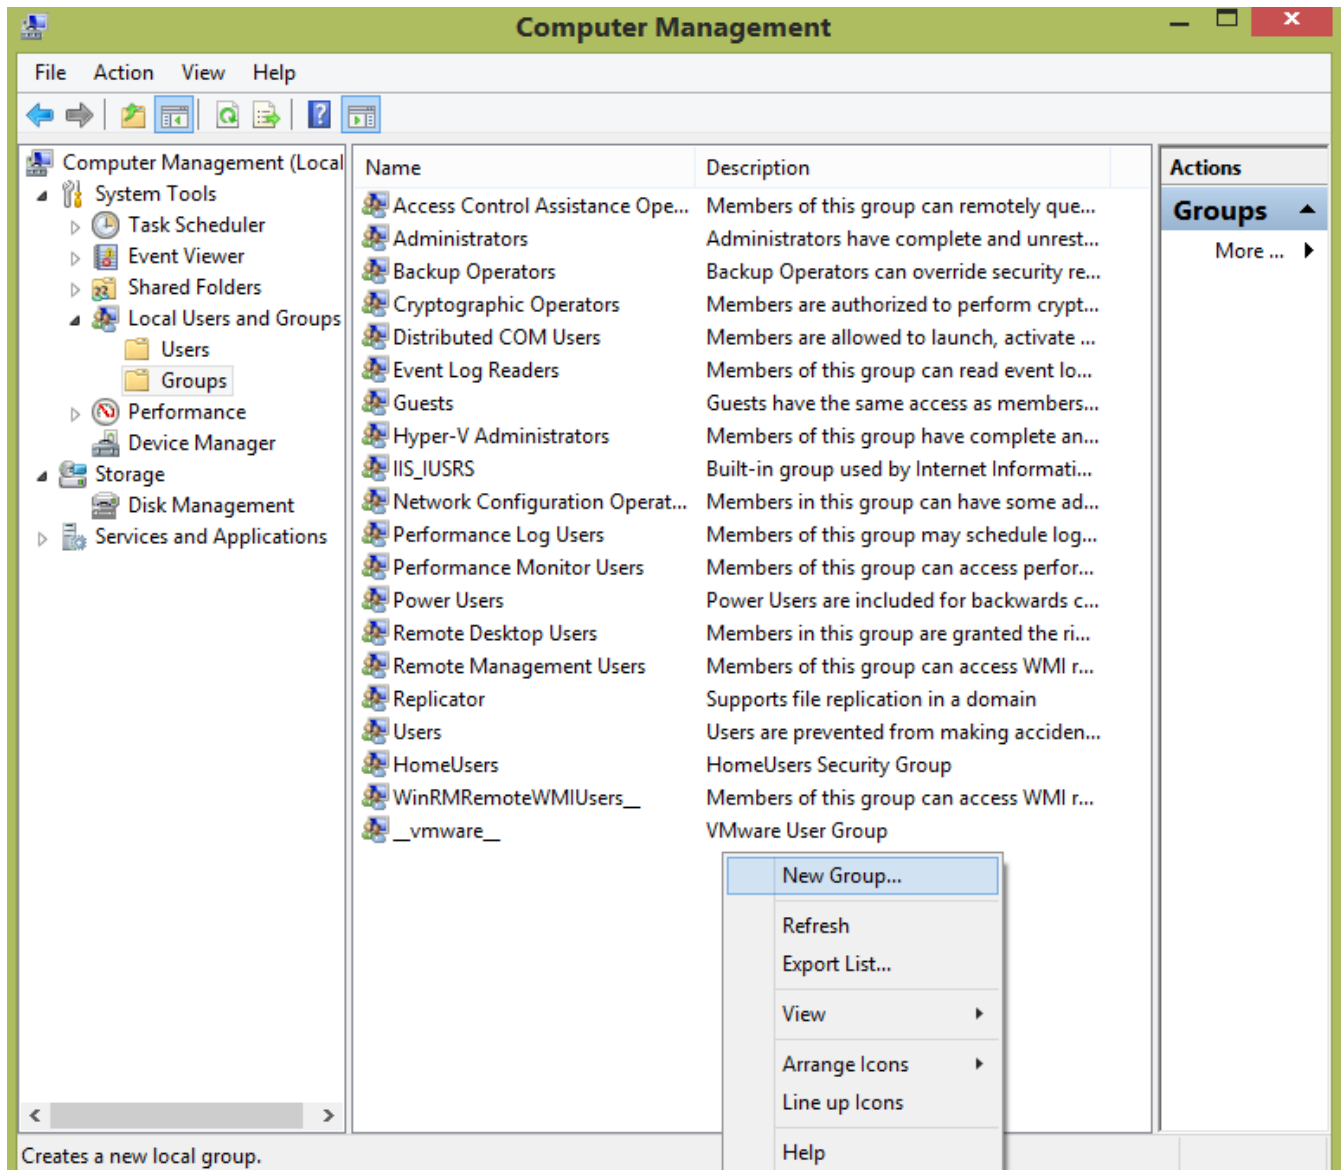 Computer Management
File Action View Help
Computer Management (Local
System Tools
Task Scheduler
Event Viewer
Shared Folders
Local Users and Groups
Users
Groups
Performance
Device Manager
Storage
Disk Management
Services and Applications
Name Description
Access Control Assistance Ope... Members of this group can remotely que...
Administrators Administrators have complete and unrest...
Backup Operators Backup Operators can override security re...
Cryptographic Operators Members are authorized to perform crypt...
Distributed COM Users Members are allowed to launch, activate ...
Event Log Readers Members of this group can read event lo...
Guests Guests have the same access as members...
Hyper-V Administrators Members of this group have complete an...
IIS_IUSRS Built-in group used by Internet Informati...
Network Configuration Operat... Members in this group can have some ad...
Performance Log Users Members of this group may schedule log...
Performance Monitor Users Members of this group can access perfor...
Power Users Power Users are included for backwards c...
Remote Desktop Users Members in this group are granted the ri...
Remote Management Users Members of this group can access WMI r...
Replicator Supports file replication in a domain
Users Users are prevented from making acciden...
HomeUsers HomeUsers Security Group
WinRMRemoteWMIUsers__ Members of this group can access WMI r...
__vmware__ VMware User Group
New Group...
Refresh
Export List...
View
Arrange Icons
Line up Icons
Help
Actions
Groups
More ...
Creates a new local group.